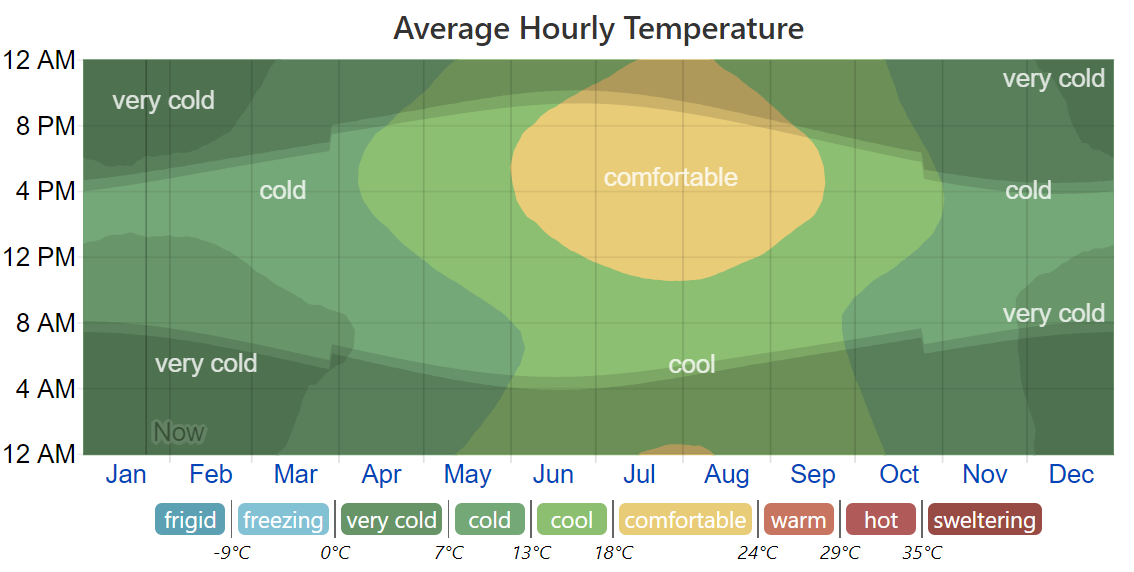 Average Hourly Temperature
12 AM
very cold
very cold
8 PM
comfortable
4 PM
cold
cold
12 PM
8 AM
very cold
very cold
cool
4 AM
Now
12 AM
Jan Feb Mar Apr May Jun Jul Aug Sep Oct Nov Dec
frigid freezing very cold cold cool comfortable warm hot sweltering
-9°C 0°C 7°C 13°C 18°C 24°C 29°C 35°C